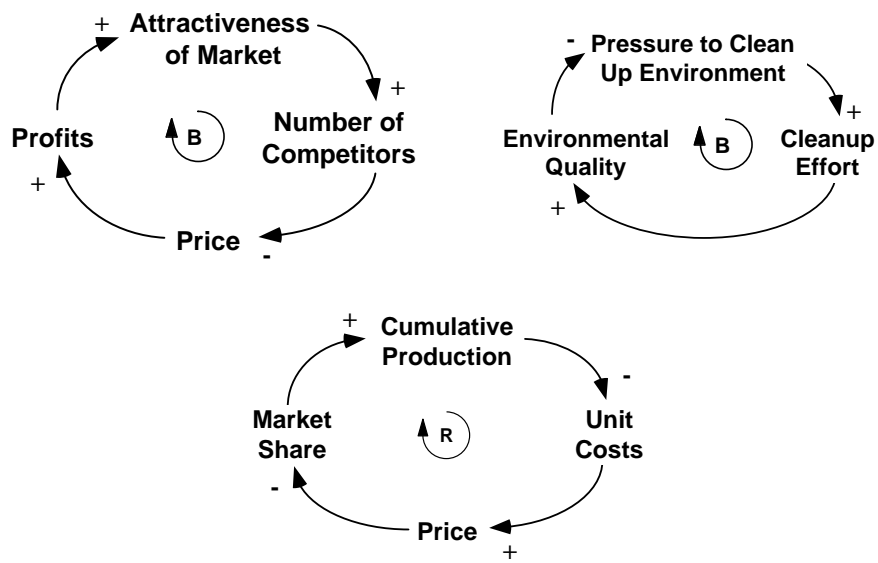 +
Attractiveness
of Market
+
Profits
B
Number of
Competitors
+
Price
-
-
Pressure to Clean
Up Environment
+
Environmental
Quality
B
Cleanup
Effort
+
+
Cumulative
Production
-
Market
Share
R
Unit
Costs
-
Price
+